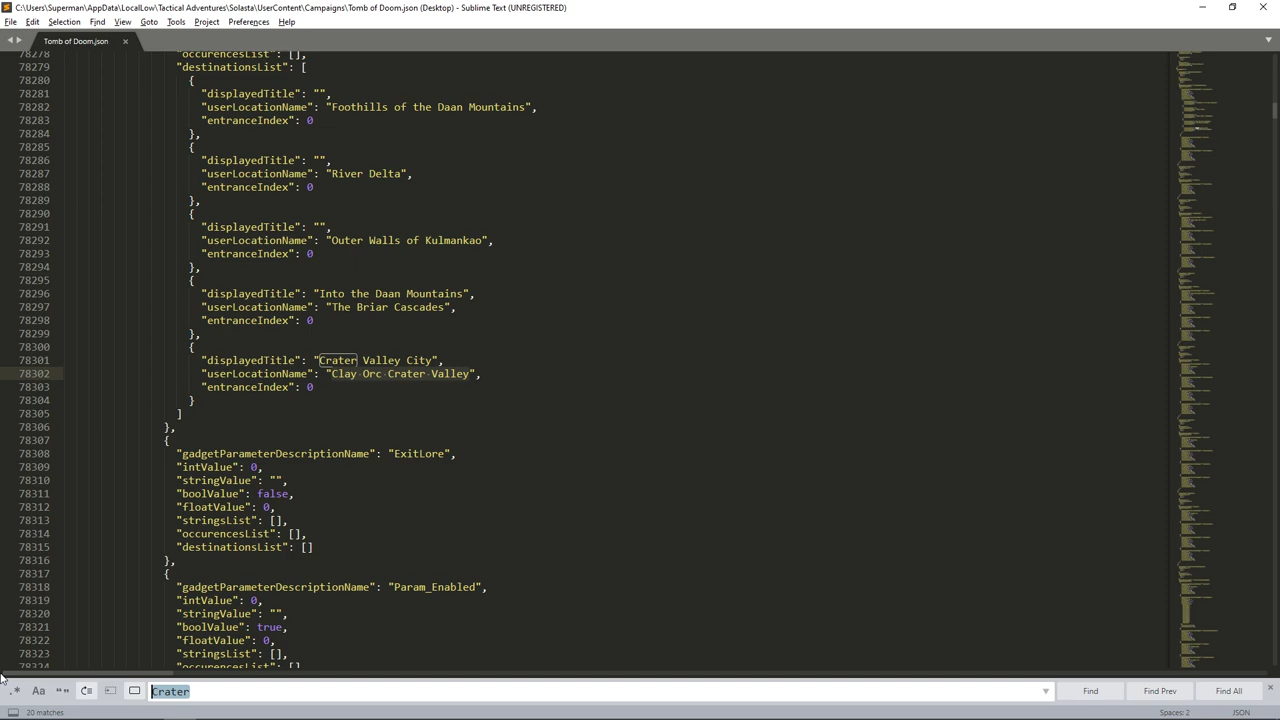 C:\Users\Superman\AppData\LocalLow\Tactical Adventures\Solasta\UserContent\Campaigns\Tomb of Doom.json (Desktop) - Sublime Text (UNREGISTERED)
File Edit Selection Find View Goto Tools Project Preferences Help
Tomb of Doom.json
78278 "occurencesList": [],
78279 "destinationsList": [
78280 {
78281 "displayedTitle": "",
78282 "userLocationName": "Foothills of the Daan Mountains",
78283 "entranceIndex": 0
78284 },
78285 {
78286 "displayedTitle": "",
78287 "userLocationName": "River Delta",
78288 "entranceIndex": 0
78289 },
78290 {
78291 "displayedTitle": "",
78292 "userLocationName": "Outer Walls of Kulmankaad",
78293 "entranceIndex": 0
78294 },
78295 {
78296 "displayedTitle": "Into the Daan Mountains",
78297 "userLocationName": "The Briar Cascades",
78298 "entranceIndex": 0
78299 },
78300 {
78301 "displayedTitle": "Crater Valley City",
78302 "userLocationName": "Clay Orc Crater Valley"
78303 "entranceIndex": 0
78304 }
78305 ]
78306 },
78307 {
78308 "gadgetParameterDescriptionName": "ExitLore",
78309 "intValue": 0,
78310 "stringValue": "",
78311 "boolValue": false,
78312 "floatValue": 0,
78313 "stringsList": [],
78314 "occurencesList": [],
78315 "destinationsList": []
78316 },
78317 {
78318 "gadgetParameterDescriptionName": "Param_Enabled",
78319 "intValue": 0,
78320 "stringValue": "",
78321 "boolValue": true,
78322 "floatValue": 0,
78323 "stringsList": [],
78324 "occurencesList": []
.* Aa "" Crater Find Find Prev Find All
20 matches Spaces: 2 JSON